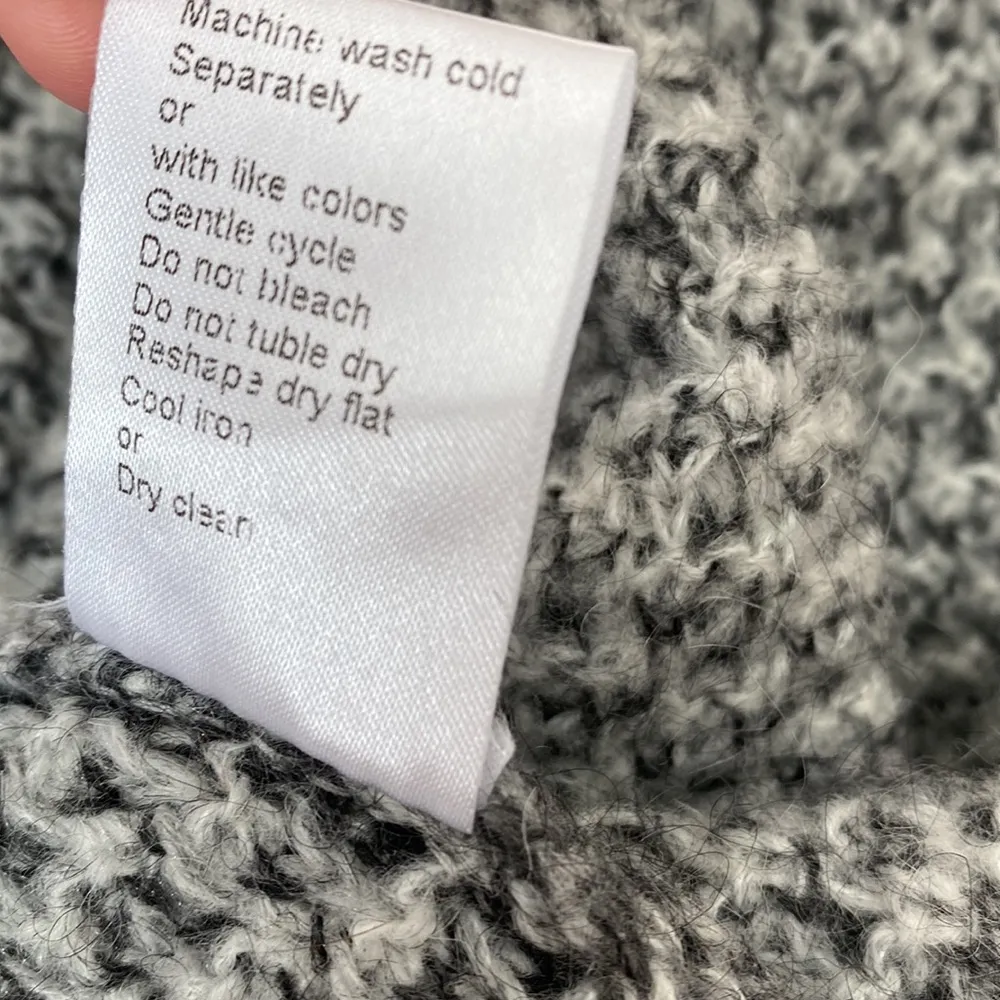 Machine wash cold
Separately
or
with like colors
Gentle cycle
Do not bleach
Do not tuble dry
Reshape dry flat
Cool iron
or
Dry clean